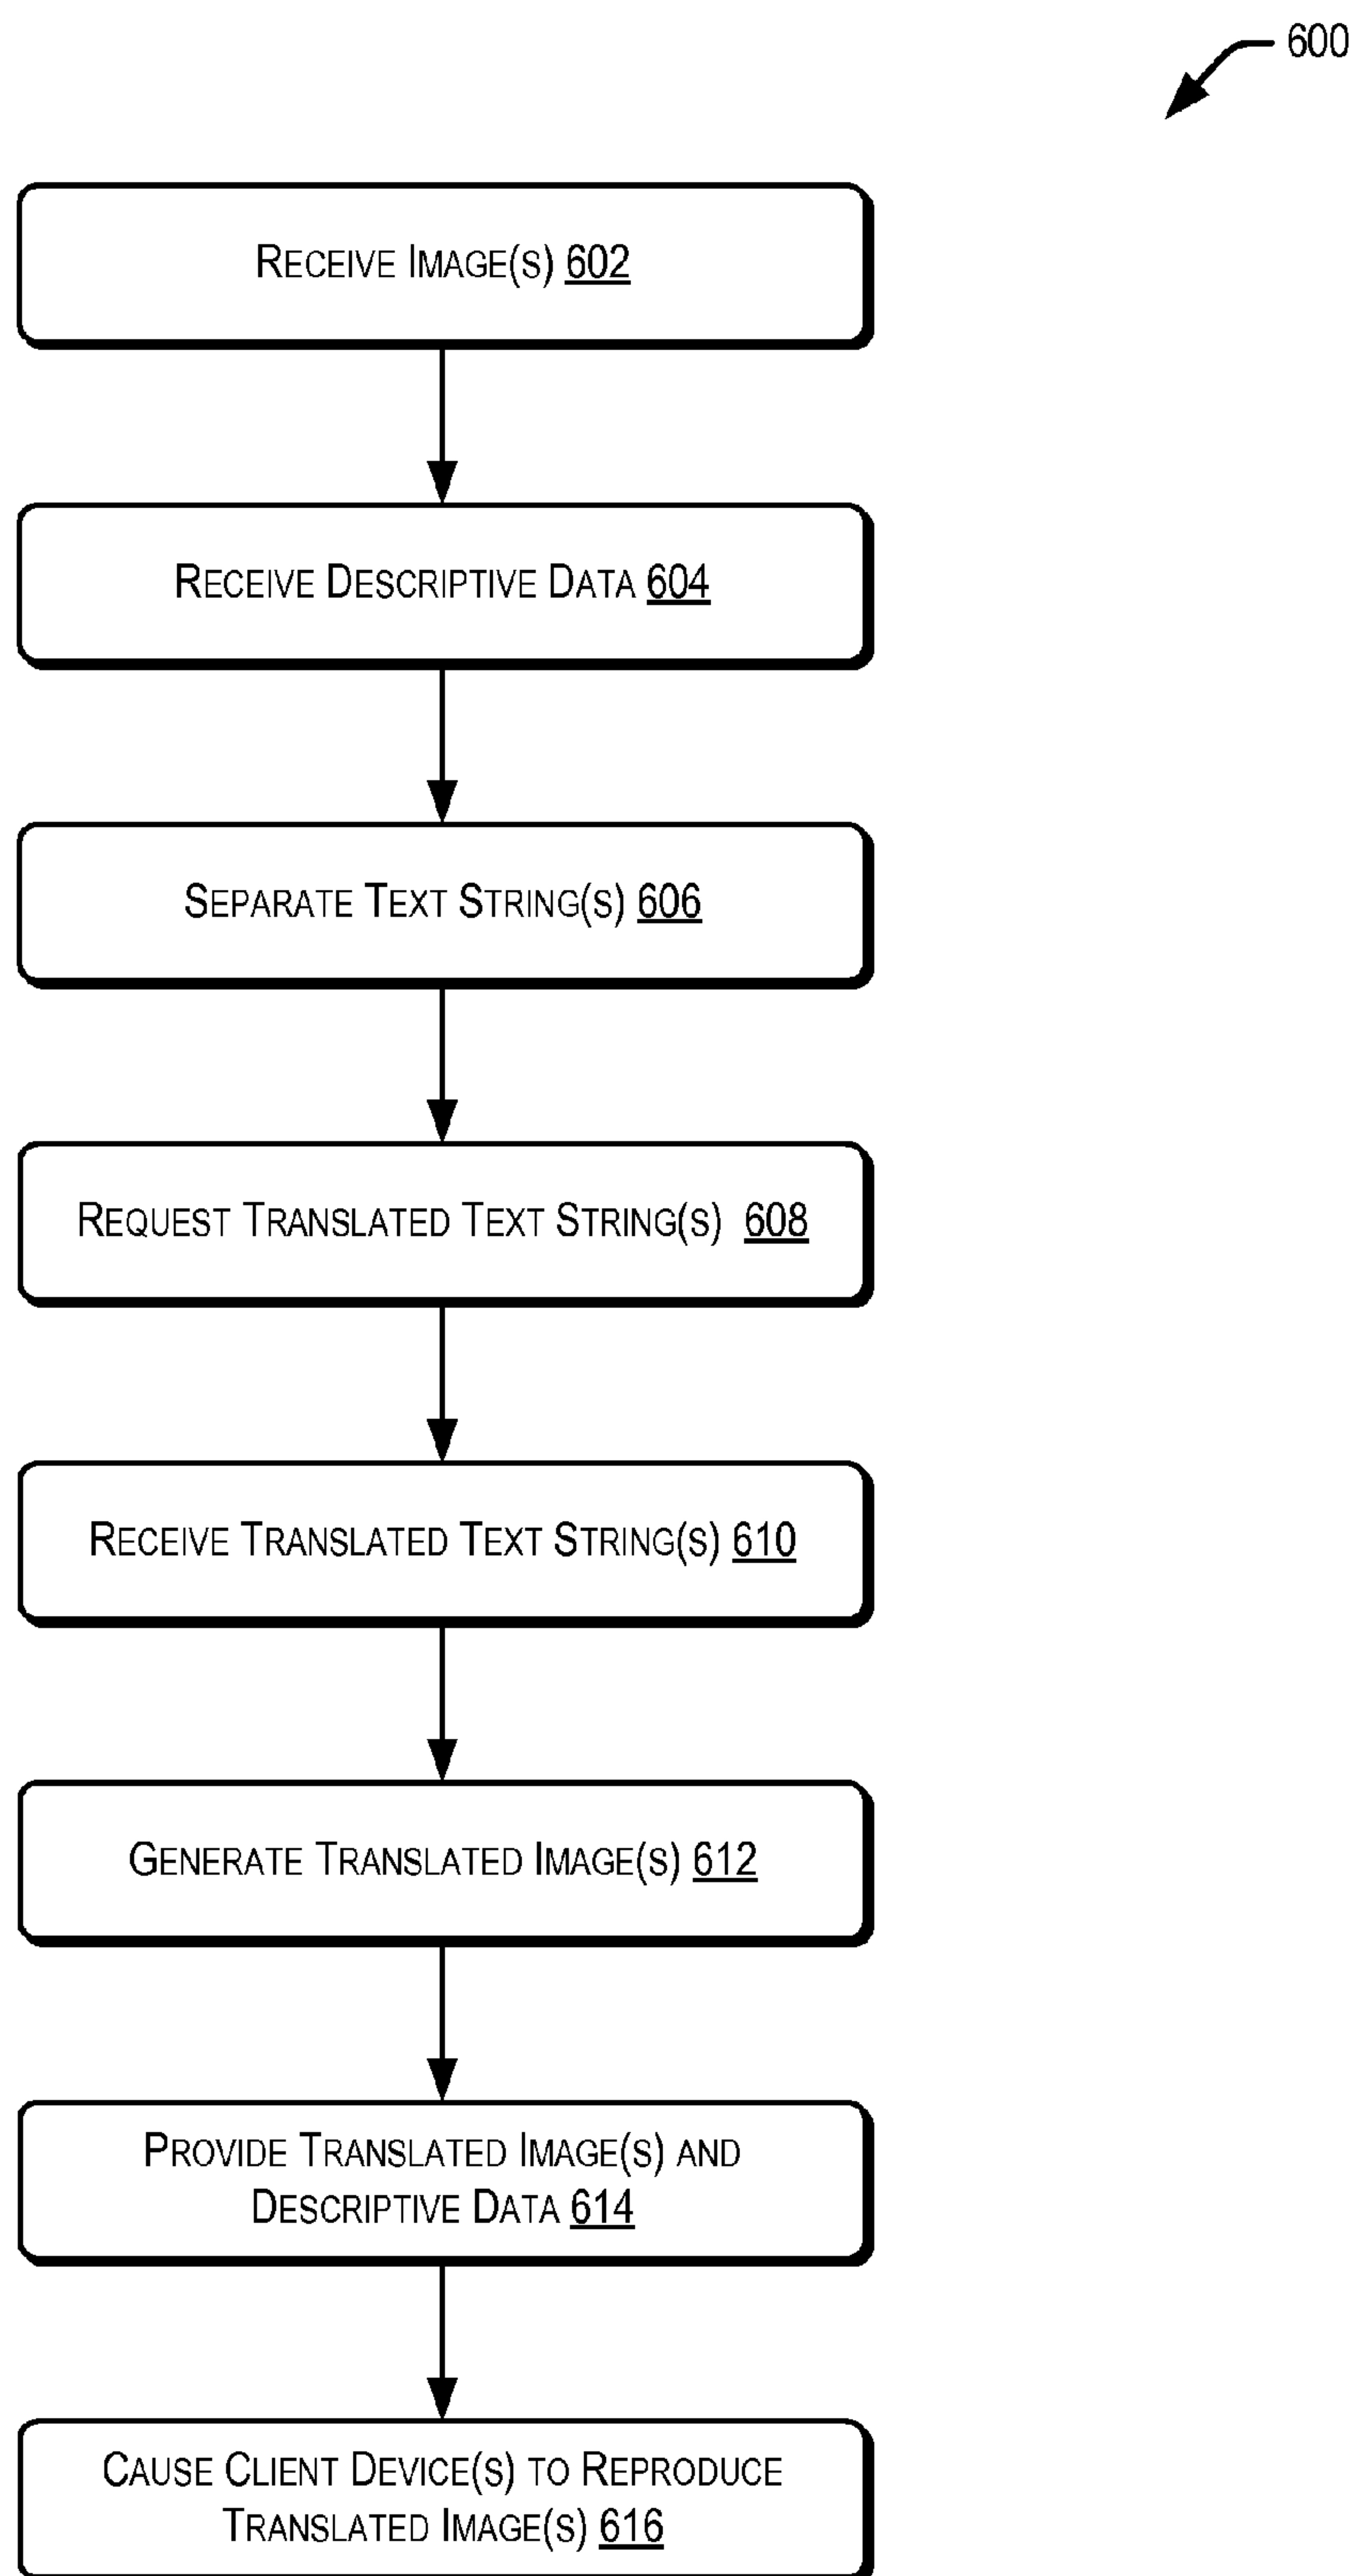 600
RECEIVE IMAGE(S) 602
RECEIVE DESCRIPTIVE DATA 604
SEPARATE TEXT STRING(S) 606
REQUEST TRANSLATED TEXT STRING(S) 608
RECEIVE TRANSLATED TEXT STRING(S) 610
GENERATE TRANSLATED IMAGE(S) 612
PROVIDE TRANSLATED IMAGE(S) AND
DESCRIPTIVE DATA 614
CAUSE CLIENT DEVICE(S) TO REPRODUCE
TRANSLATED IMAGE(S) 616